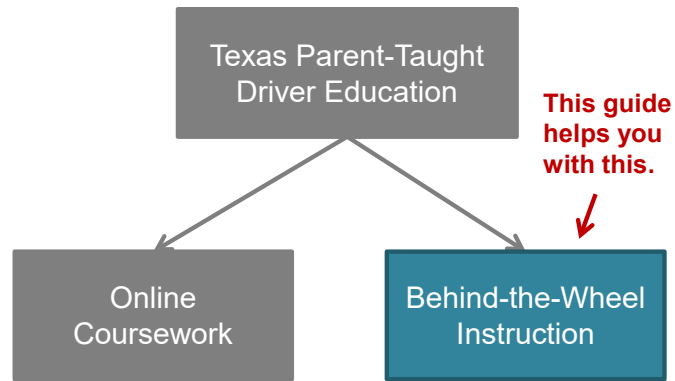 Texas Parent-Taught
Driver Education
This guide
helps you
with this.
Online
Coursework
Behind-the-Wheel
Instruction